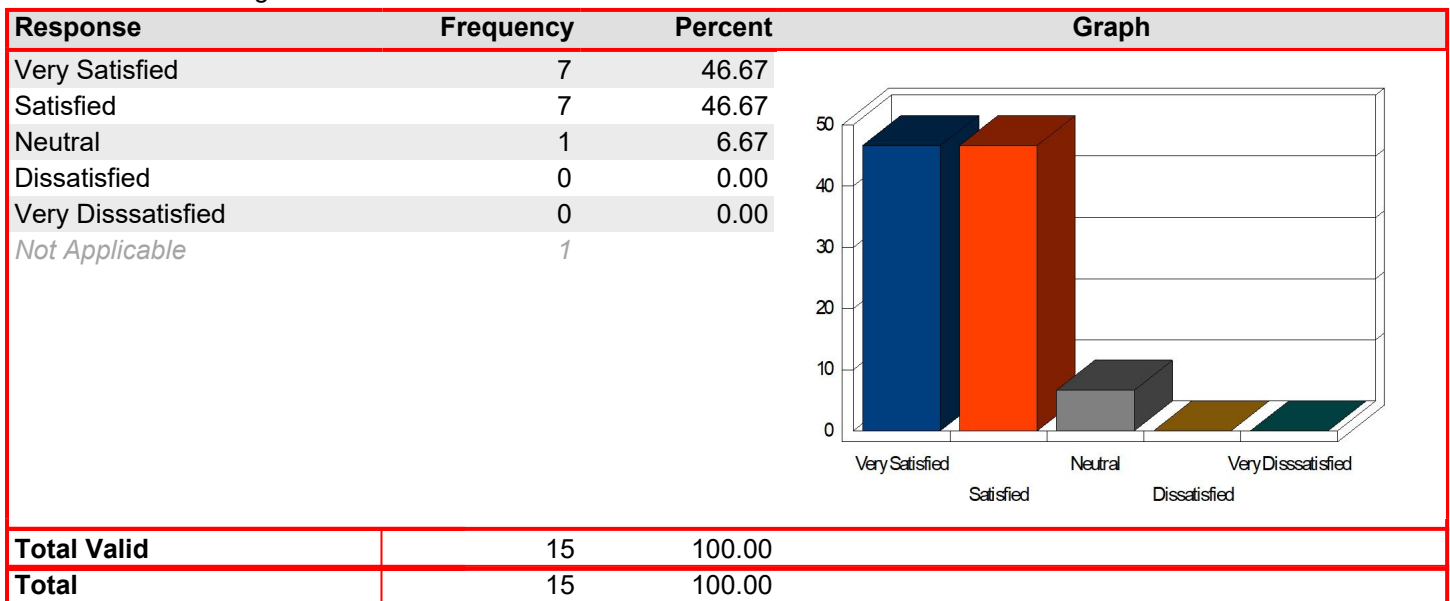 Response Frequency Percent Graph
Very Satisfied 7 46.67
Satisfied 7 46.67
Neutral 1 6.67
Dissatisfied 0 0.00
Very Disssatisfied 0 0.00
Not Applicable 1
50
40
30
20
10
0
Very Satisfied Neutral Very Disssatisfied
Satisfied Dissatisfied
Total Valid 15 100.00
Total 15 100.00